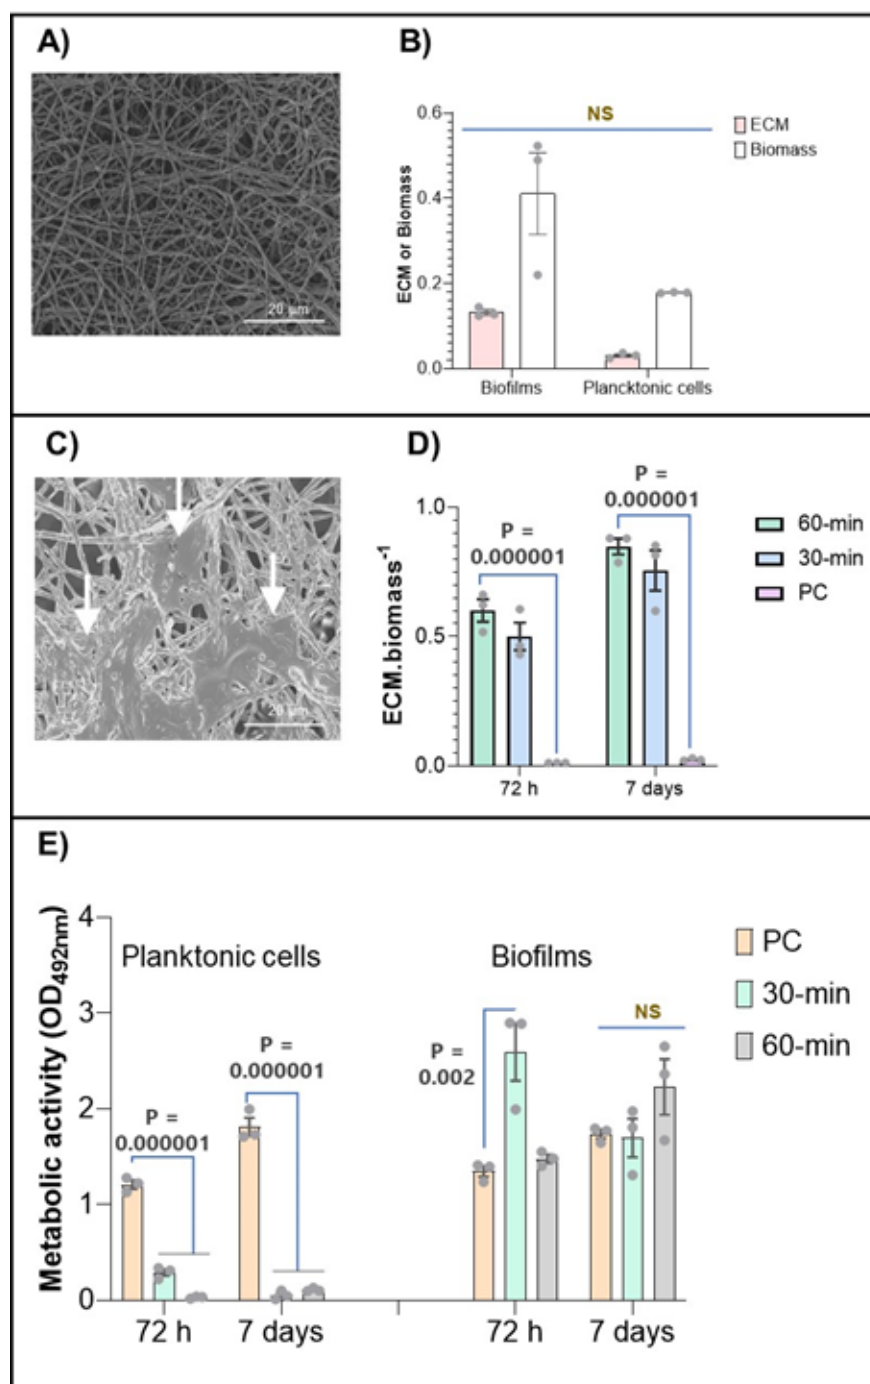 A)
20 µm
B)
0.6
0.4
0.2
0.0
ECM or Biomass
NS
ECM
Biomass
Biofilms
Plancktonic cells
C)
20 µm
D)
P =
0.000001
P =
0.000001
1.0
0.5
0.0
ECM.biomass-1
72 h
7 days
60-min
30-min
PC
E)
Metabolic activity (OD492nm)
4
3
2
1
0
Planktonic cells
Biofilms
P =
0.000001
P =
0.000001
P =
0.002
NS
72 h
7 days
72 h
7 days
PC
30-min
60-min